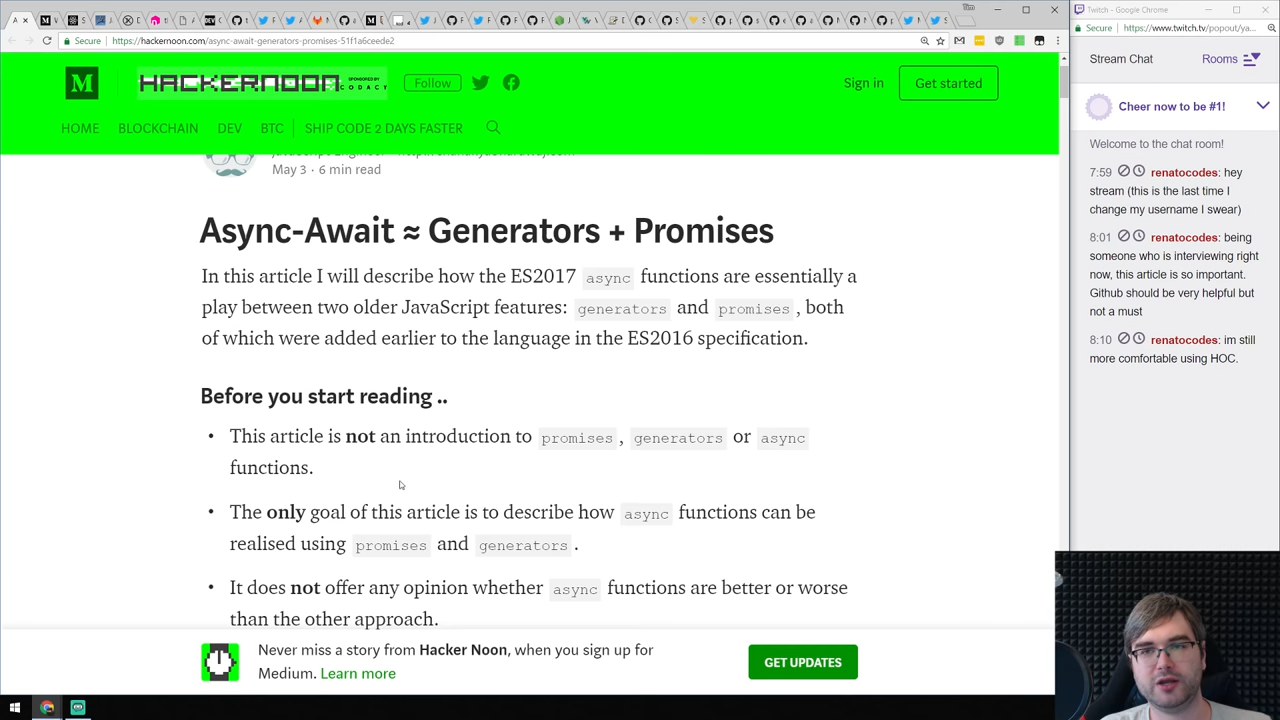 Twitch - Google Chrome
Secure
https://hackernoon.com/async-await-generators-promises-51f1a6ceede2
Secure
https://www.twitch.tv/popout/ya...
M
HACKERNOON
SPONSORED BY
CODACY
Follow
Sign in
Get started
HOME
BLOCKCHAIN
DEV
BTC
SHIP CODE 2 DAYS FASTER
May 3 · 6 min read
Async-Await ≈ Generators + Promises
In this article I will describe how the ES2017 async functions are essentially a
play between two older JavaScript features: generators and promises, both
of which were added earlier to the language in the ES2016 specification.
Before you start reading ..
• This article is not an introduction to promises, generators or async
functions.
• The only goal of this article is to describe how async functions can be
realised using promises and generators.
• It does not offer any opinion whether async functions are better or worse
than the other approach.
Never miss a story from Hacker Noon, when you sign up for
Medium. Learn more
GET UPDATES
Stream Chat
Rooms
Cheer now to be #1!
Welcome to the chat room!
7:59 renatocodes: hey
stream (this is the last time I
change my username I swear)
8:01 renatocodes: being
someone who is interviewing right
now, this article is so important.
Github should be very helpful but
not a must
8:10 renatocodes: im still
more comfortable using HOC.